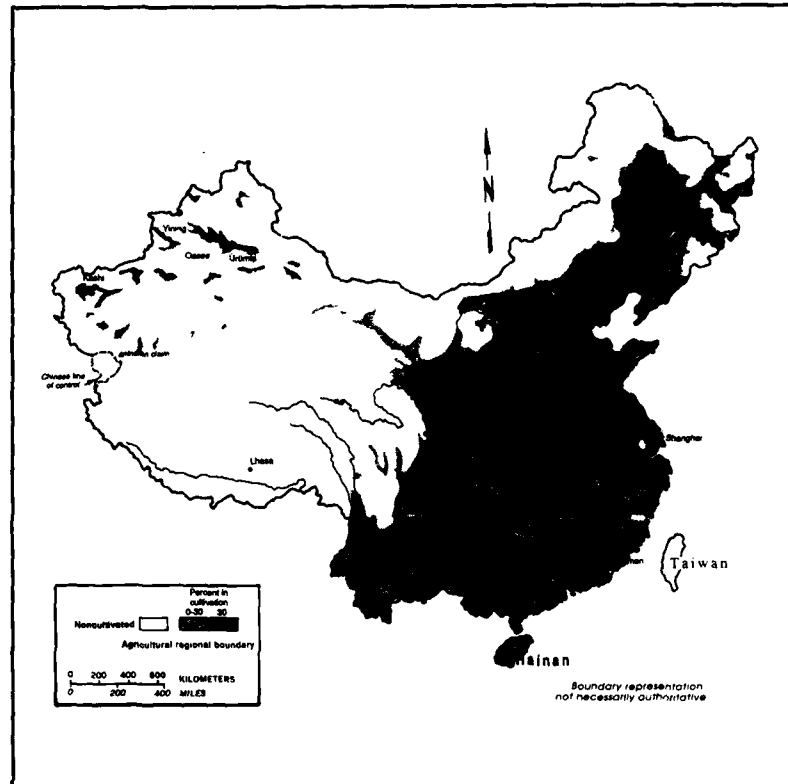 N
Yining
Urümqi
Kashi
Chinese line
of control
Lhasa
Shanghai
Taiwan
Hainan
Percent in
cultivation
0-30 30
Noncultivated
Agricultural regional boundary
0 200 400 600 KILOMETERS
0 200 400 MILES
Boundary representation
not necessarily authoritative